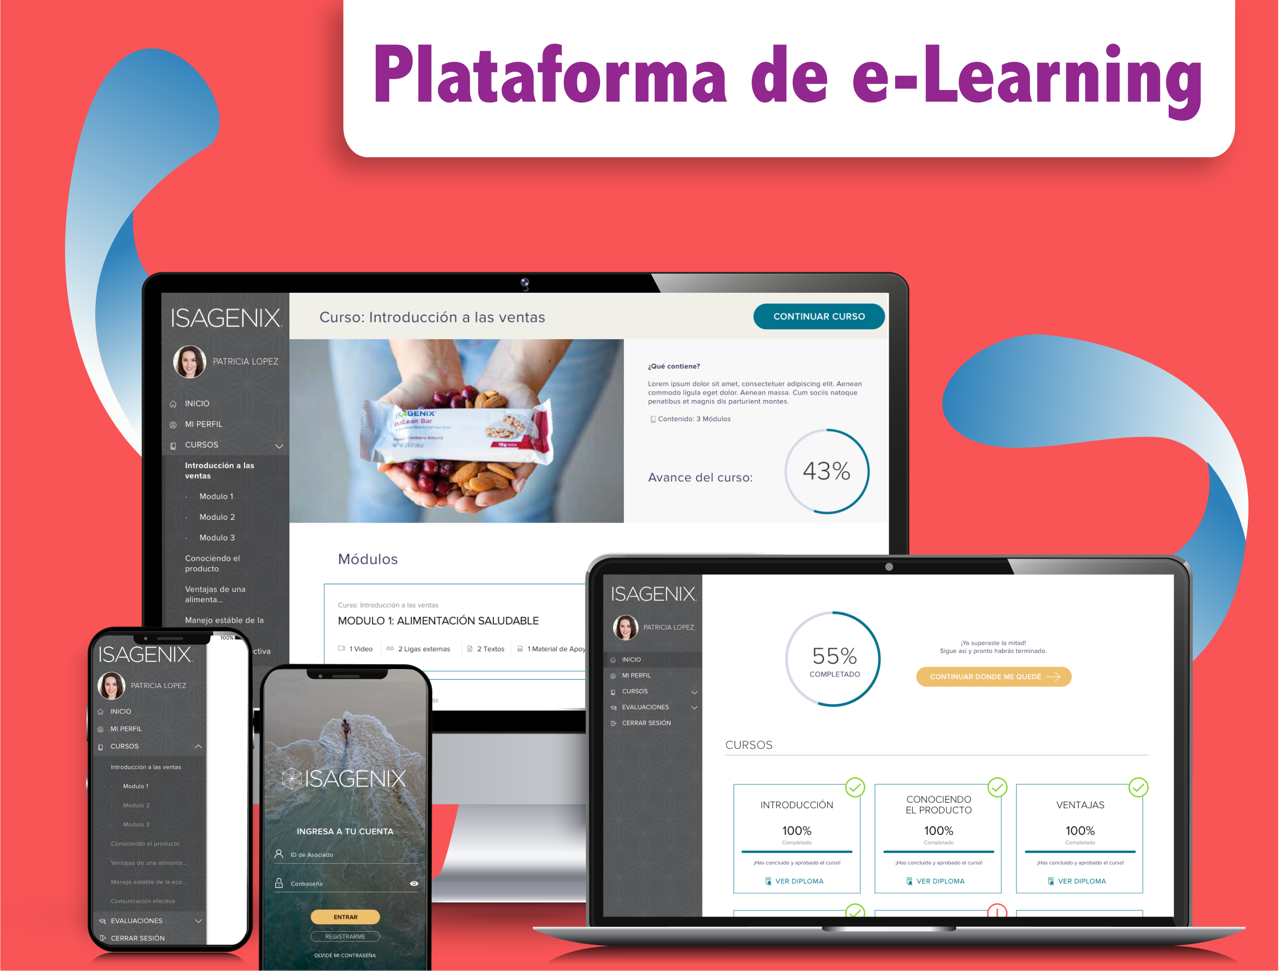 Plataforma de e-Learning
ISAGENIX
PATRICIA LOPEZ
INICIO
MI PERFIL
CURSOS
Introducción a las
ventas
· Modulo 1
· Modulo 2
· Modulo 3
Conociendo el
producto
Ventajas de una
alimenta...
Manejo estáble de la
ectiva
Curso: Introducción a las ventas
CONTINUAR CURSO
ISAGENIX
IsaLean Bar
18g
¿Qué contiene?
Lorem ipsum dolor sit amet, consectetuer adipiscing elit. Aenean
commodo ligula eget dolor. Aenean massa. Cum sociis natoque
penatibus et magnis dis parturient montes.
Contenido: 3 Módulos
Avance del curso:
43%
Módulos
Curso: Introducción a las ventas
MODULO 1: ALIMENTACIÓN SALUDABLE
1 Video
2 Ligas externas
2 Textos
1 Material de Apoy
as
100%
ISAGENIX
PATRICIA LOPEZ
INICIO
MI PERFIL
CURSOS
Introducción a las ventas
· Modulo 1
Modulo 2
Modulo 3
Conociendo el producto
Ventajas de una alimenta...
Manejo estable de la eco...
Comunicación efectiva
EVALUACIONES
CERRAR SESIÓN
ISAGENIX
INGRESA A TU CUENTA
ID de Asociado
Contraseña
ENTRAR
REGISTRARME
OLVIDE MI CONTRASEÑA
ISAGENIX
PATRICIA LOPEZ
INICIO
MI PERFIL
CURSOS
EVALUACIONES
CERRAR SESIÓN
55%
COMPLETADO
¡Ya superaste la mitad!
Sigue así y pronto habrás terminado.
CONTINUAR DONDE ME QUEDÉ
CURSOS
INTRODUCCIÓN
100%
Completado
¡Has concluido y aprobado el curso!
VER DIPLOMA
CONOCIENDO
EL PRODUCTO
100%
Completado
¡Has concluido y aprobado el curso!
VER DIPLOMA
VENTAJAS
100%
Completado
¡Has concluido y aprobado el curso!
VER DIPLOMA